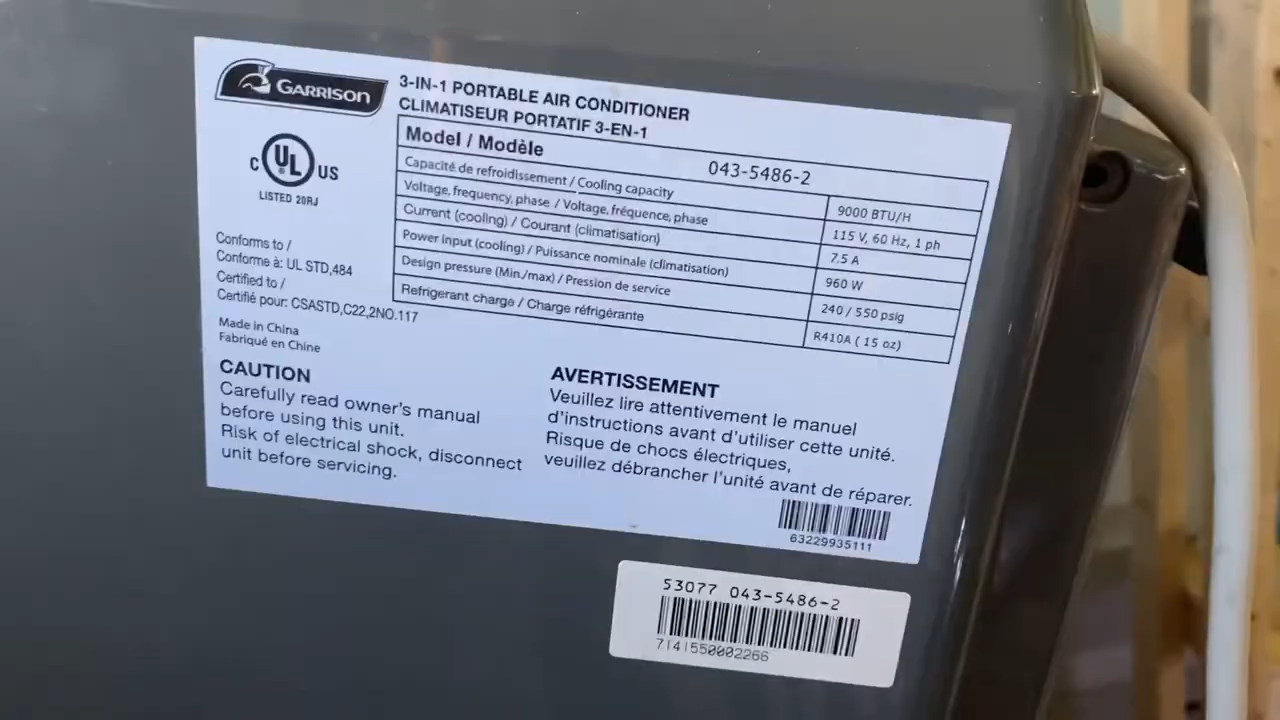 GARRISON
3-IN-1 PORTABLE AIR CONDITIONER
CLIMATISEUR PORTATIF 3-EN-1
C UL US
LISTED 20RJ
Model / Modèle 043-5486-2
Capacité de refroidissement / Cooling capacity 9000 BTU/H
Voltage, frequency, phase / Voltage, fréquence, phase 115 V, 60 Hz, 1 ph
Current (cooling) / Courant (climatisation) 7.5 A
Power input (cooling) / Puissance nominale (climatisation) 960 W
Design pressure (Min./max) / Pression de service 240 / 550 psig
Refrigerant charge / Charge réfrigérante R410A ( 15 oz)
Conforms to /
Conforme à: UL STD,484
Certified to /
Certifié pour: CSASTD,C22,2NO.117
Made in China
Fabriqué en Chine
CAUTION
Carefully read owner's manual
before using this unit.
Risk of electrical shock, disconnect
unit before servicing.
AVERTISSEMENT
Veuillez lire attentivement le manuel
d'instructions avant d'utiliser cette unité.
Risque de chocs électriques,
veuillez débrancher l'unité avant de réparer.
63229935111
53077 043-5486-2
7141550002266